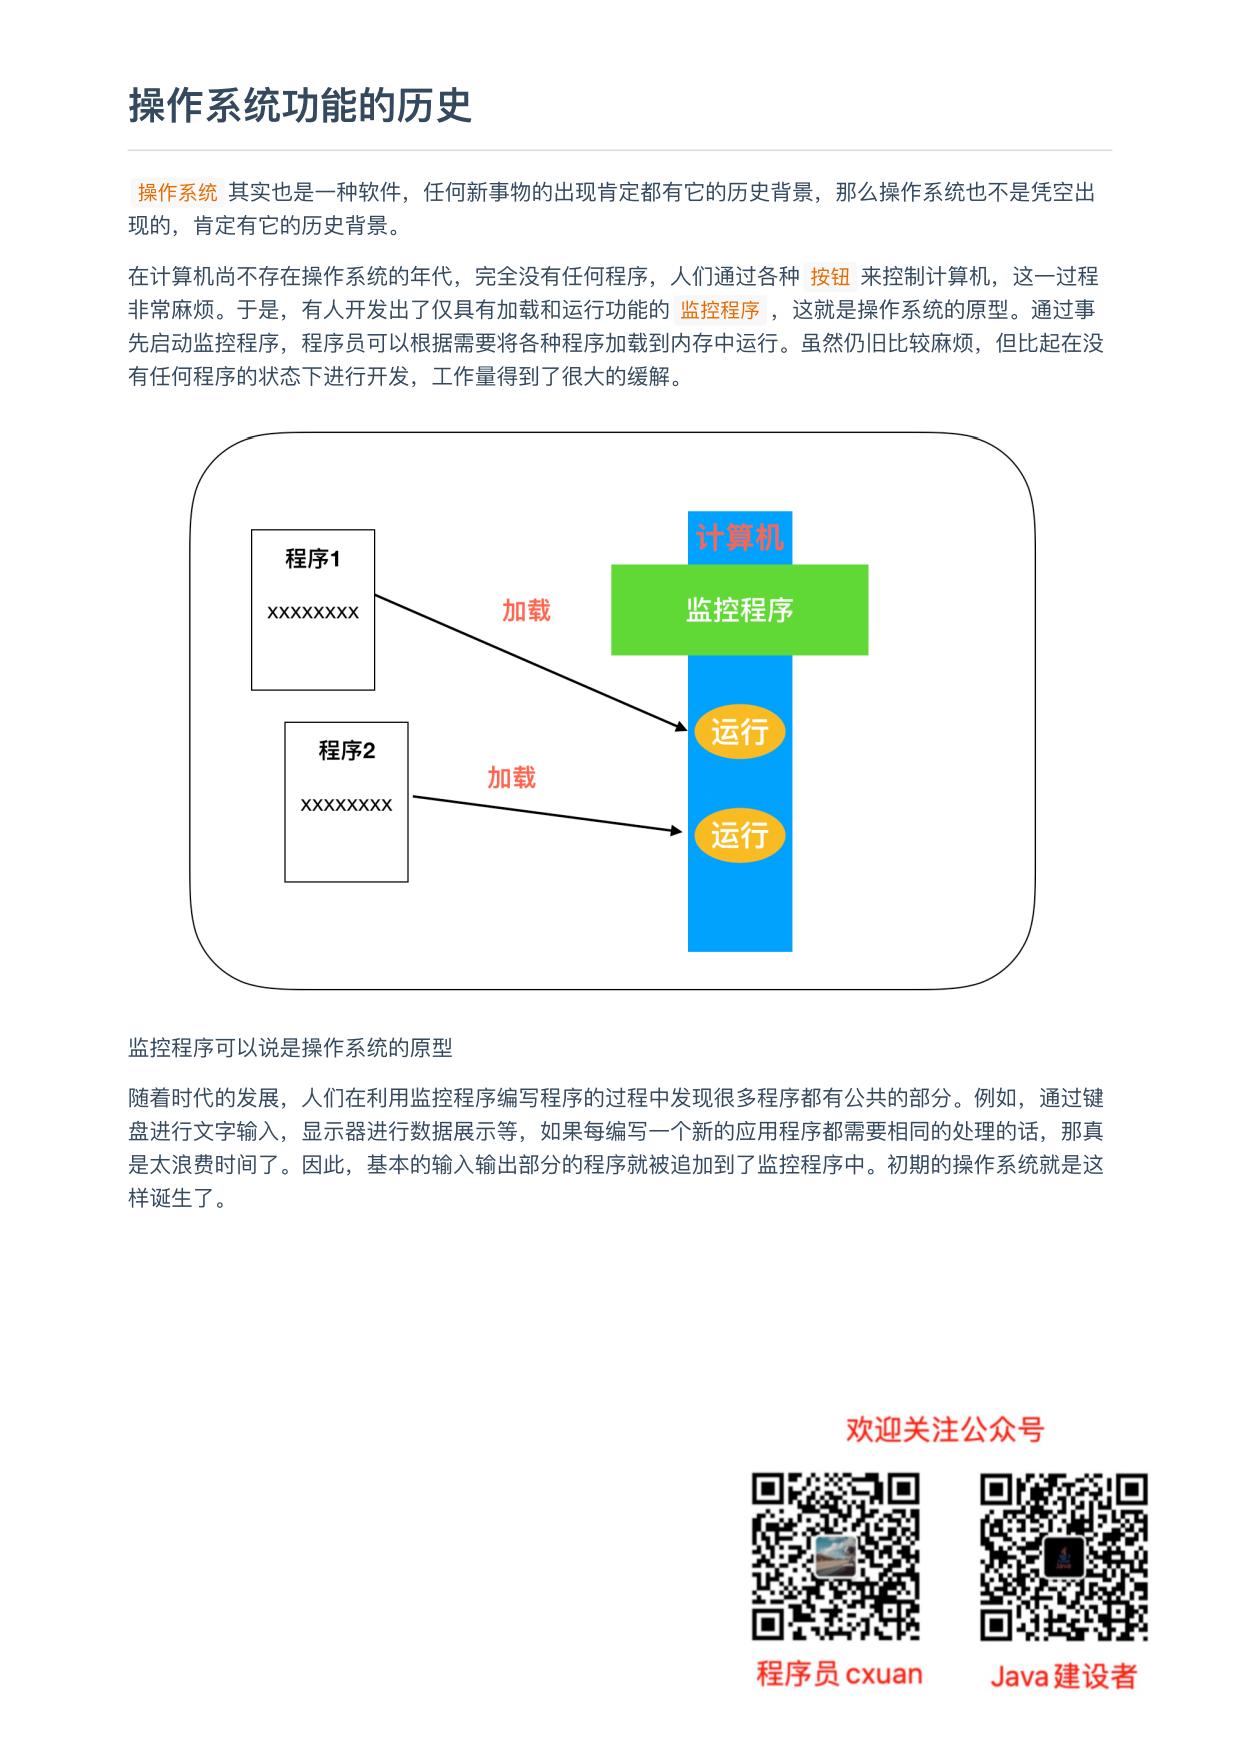 操作系统功能的历史
操作系统 其实也是一种软件，任何新事物的出现肯定都有它的历史背景，那么操作系统也不是凭空出
现的，肯定有它的历史背景。
在计算机尚不存在操作系统的年代，完全没有任何程序，人们通过各种 按钮 来控制计算机，这一过程
非常麻烦。于是，有人开发出了仅具有加载和运行功能的 监控程序 ，这就是操作系统的原型。通过事
先启动监控程序，程序员可以根据需要将各种程序加载到内存中运行。虽然仍旧比较麻烦，但比起在没
有任何程序的状态下进行开发，工作量得到了很大的缓解。
计算机
程序1
xxxxxxxx
加载
监控程序
运行
程序2
xxxxxxxx
加载
运行
监控程序可以说是操作系统的原型
随着时代的发展，人们在利用监控程序编写程序的过程中发现很多程序都有公共的部分。例如，通过键
盘进行文字输入，显示器进行数据展示等，如果每编写一个新的应用程序都需要相同的处理的话，那真
是太浪费时间了。因此，基本的输入输出部分的程序就被追加到了监控程序中。初期的操作系统就是这
样诞生了。
欢迎关注公众号
Java
程序员 cxuan
Java 建设者